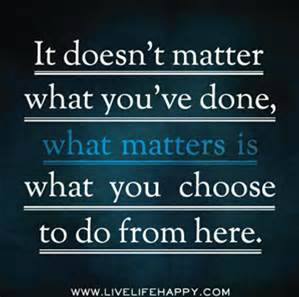 It doesn't matter
what you've done,
what matters is
what you choose
to do from here.
WWW.LIVELIFEHAPPY.COM